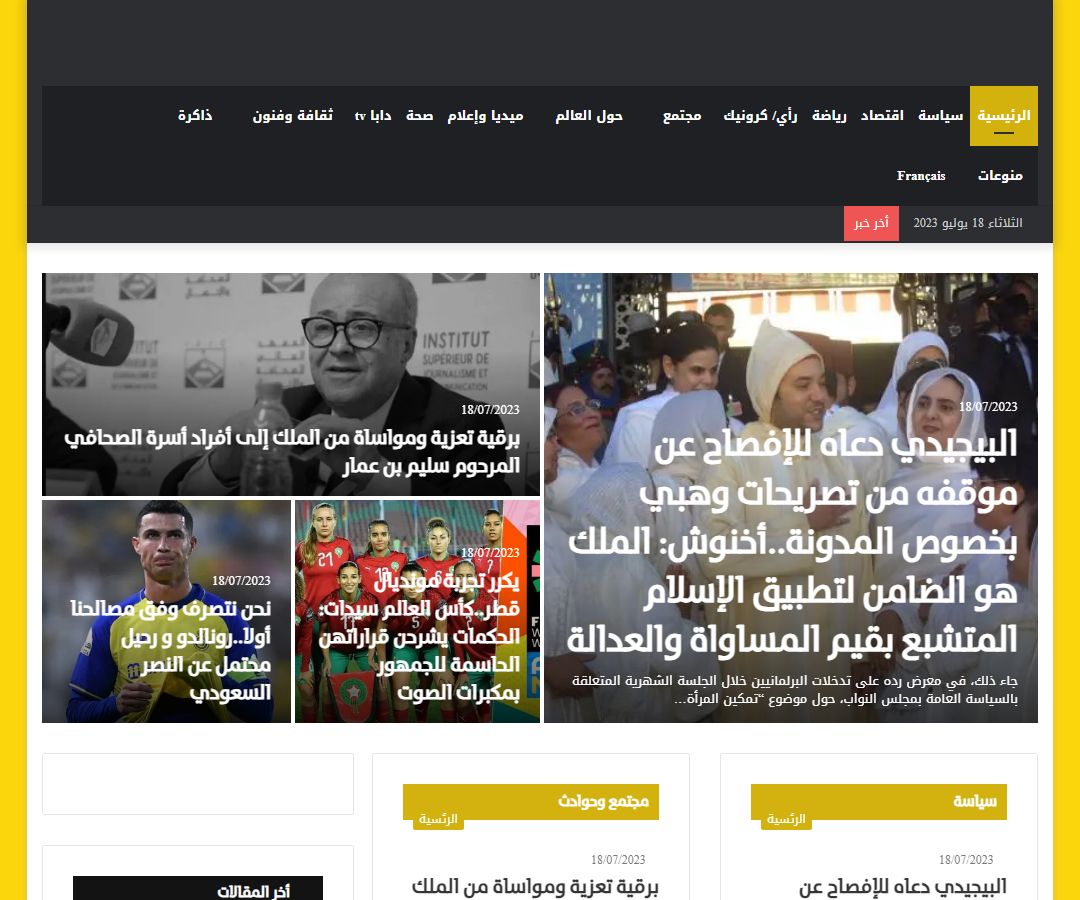 الرئيسية سياسة اقتصاد رياضة رأي/ كرونيك مجتمع حول العالم ميديا وإعلام صحة دابا tv ثقافة وفنون ذاكرة
منوعات Français
الثلاثاء 18 يوليو 2023 أخر خبر
18/07/2023
البيجيدي دعاه للإفصاح عن
موقفه من تصريحات وهبي
بخصوص المدونة..أخنوش: الملك
هو الضامن لتطبيق الإسلام
المتشبع بقيم المساواة والعدالة
جاء ذلك، في معرض رده على تدخلات البرلمانيين خلال الجلسة الشهرية المتعلقة
بالسياسة العامة بمجلس النواب، حول موضوع “تمكين المرأة…
INSTITUT
SUPÉRIEUR DE
JOURNALISME ET
18/07/2023
برقية تعزية ومواساة من الملك إلى أفراد أسرة الصحافي
المرحوم سليم بن عمار
21
18/07/2023
يكرر تجربة مونديال
قطر..كأس العالم سيدات:
الحكمات يشرحن قراراتهن
الحاسمة للجمهور
بمكبرات الصوت
18/07/2023
نحن نتصرف وفق مصالحنا
أولا..رونالدو و رحيل
محتمل عن النصر
السعودي
سياسة
الرئسية
18/07/2023
البيجيدي دعاه للإفصاح عن
مجتمع وحوادث
الرئسية
18/07/2023
برقية تعزية ومواساة من الملك
أخر المقالات